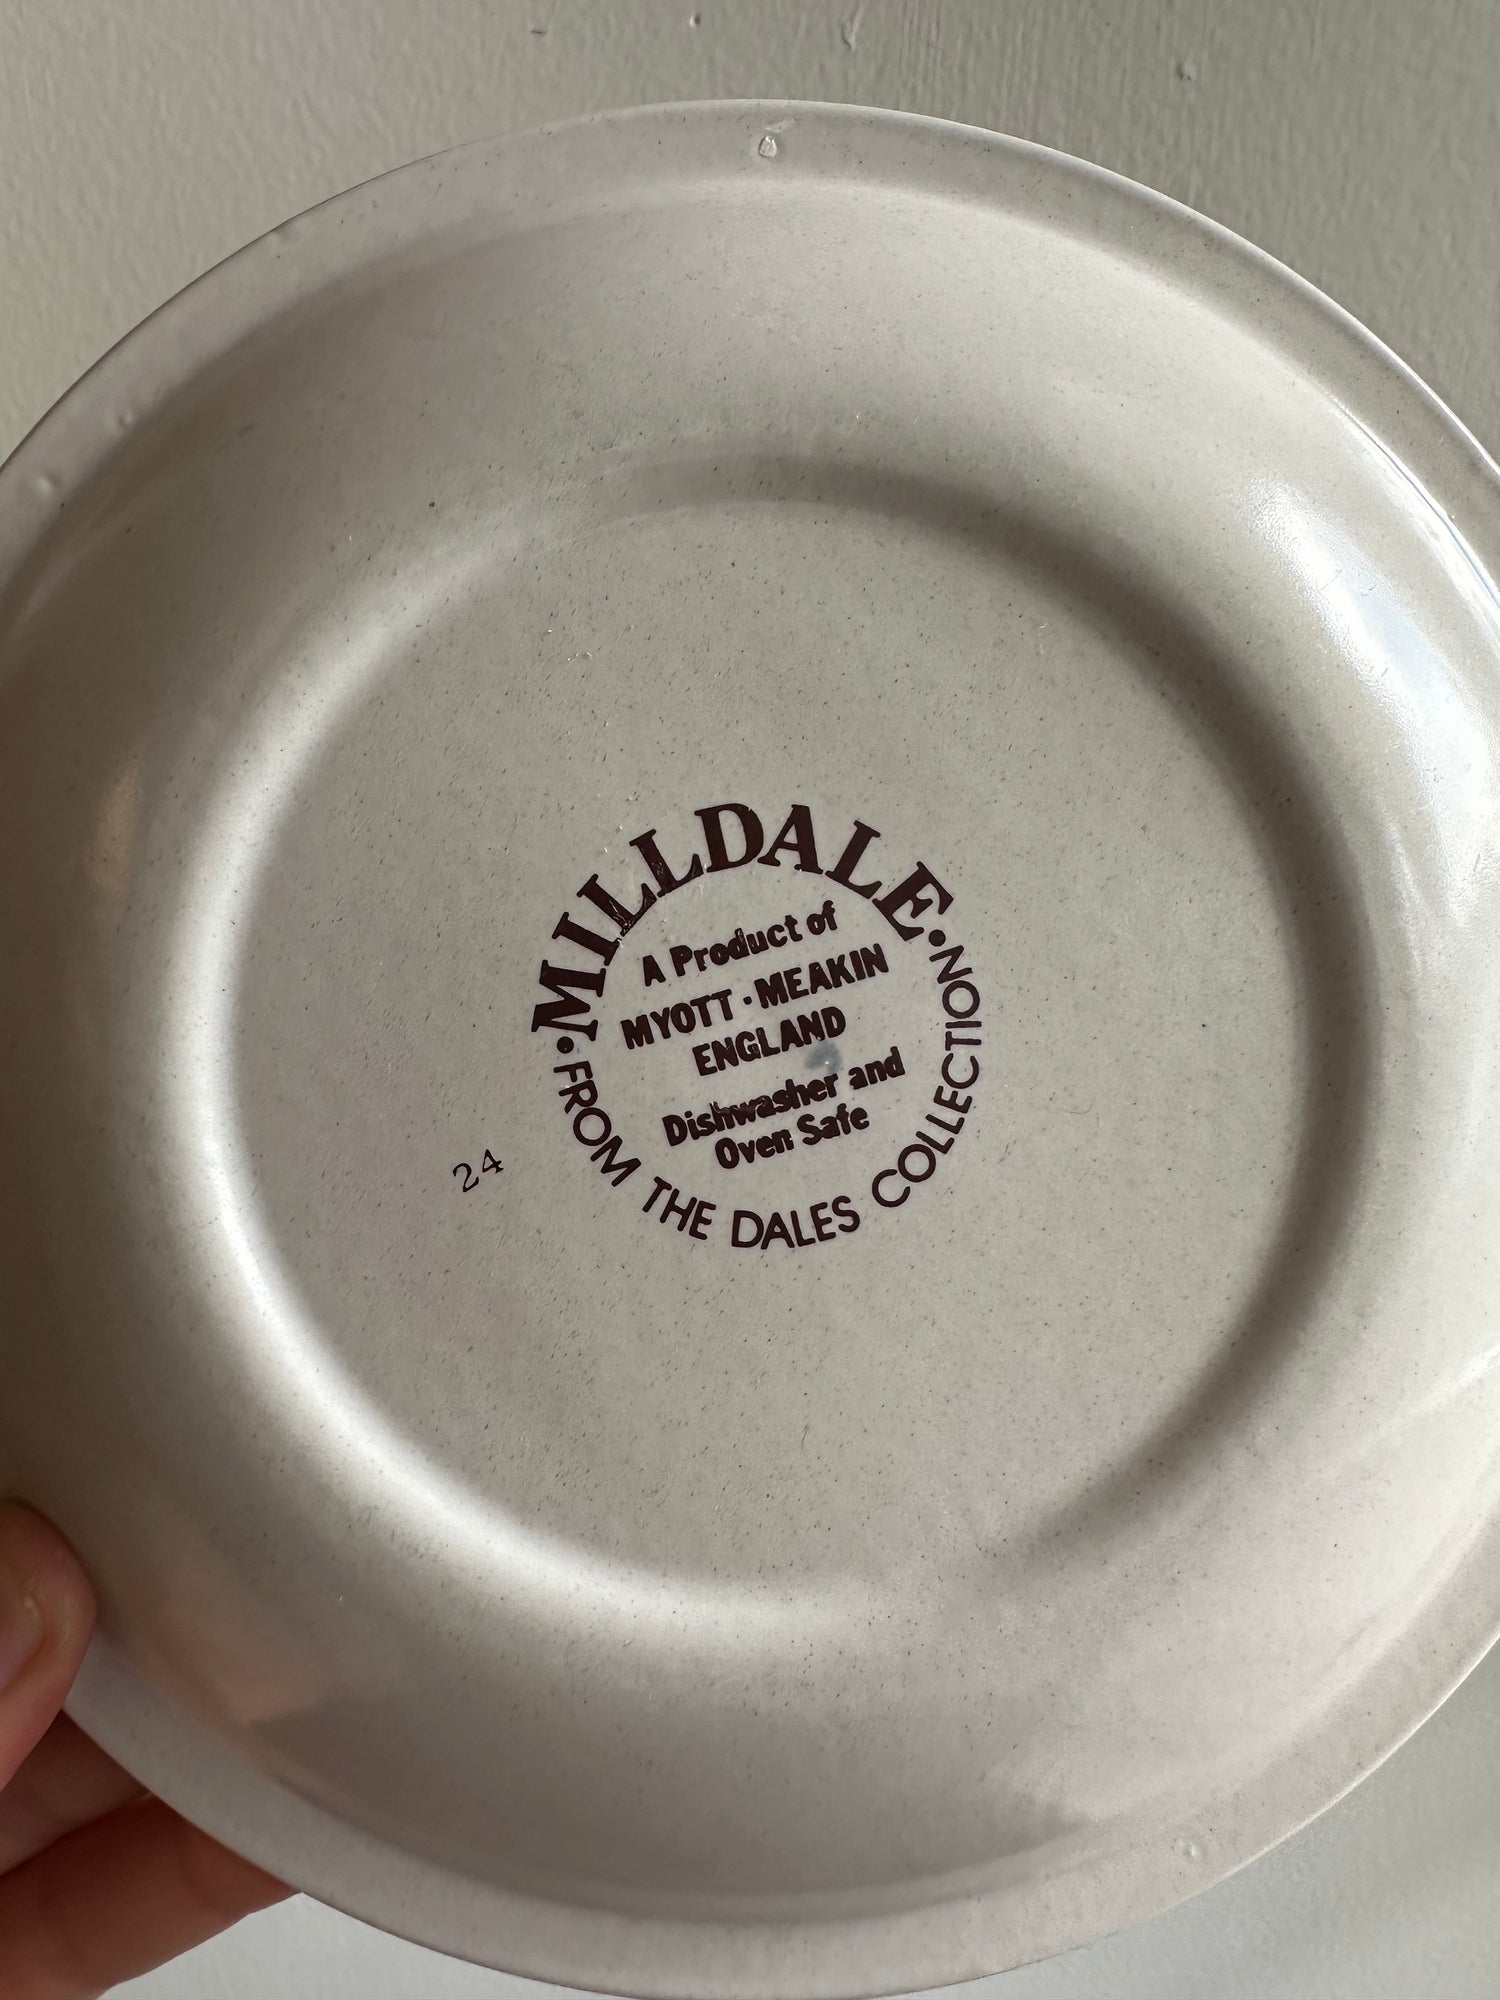 •MILLDALE•
A Product of
MYOTT · MEAKIN
ENGLAND
Dishwasher and
Oven Safe
FROM THE DALES COLLECTION
24